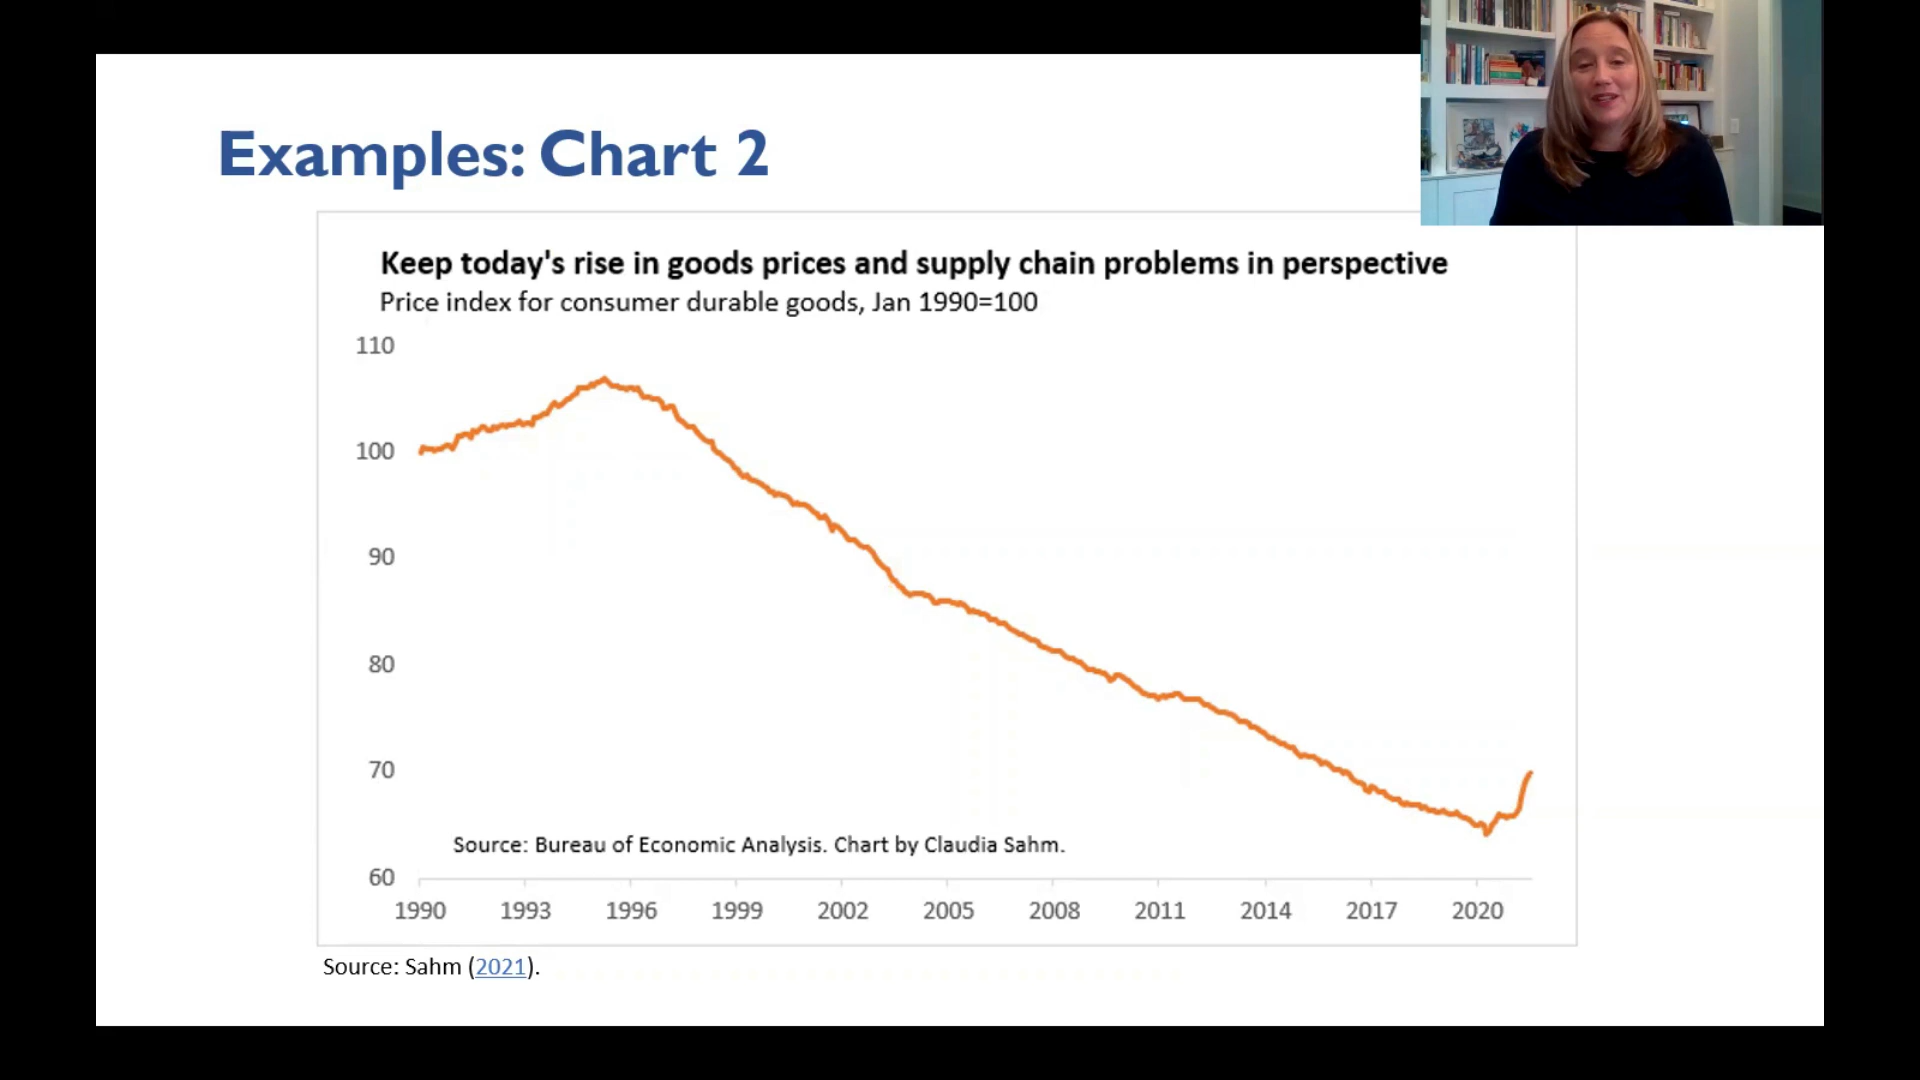 Examples: Chart 2
Keep today's rise in goods prices and supply chain problems in perspective
Price index for consumer durable goods, Jan 1990=100
110
100
90
80
70
60
Source: Bureau of Economic Analysis. Chart by Claudia Sahm.
1990 1993 1996 1999 2002 2005 2008 2011 2014 2017 2020
Source: Sahm (2021).